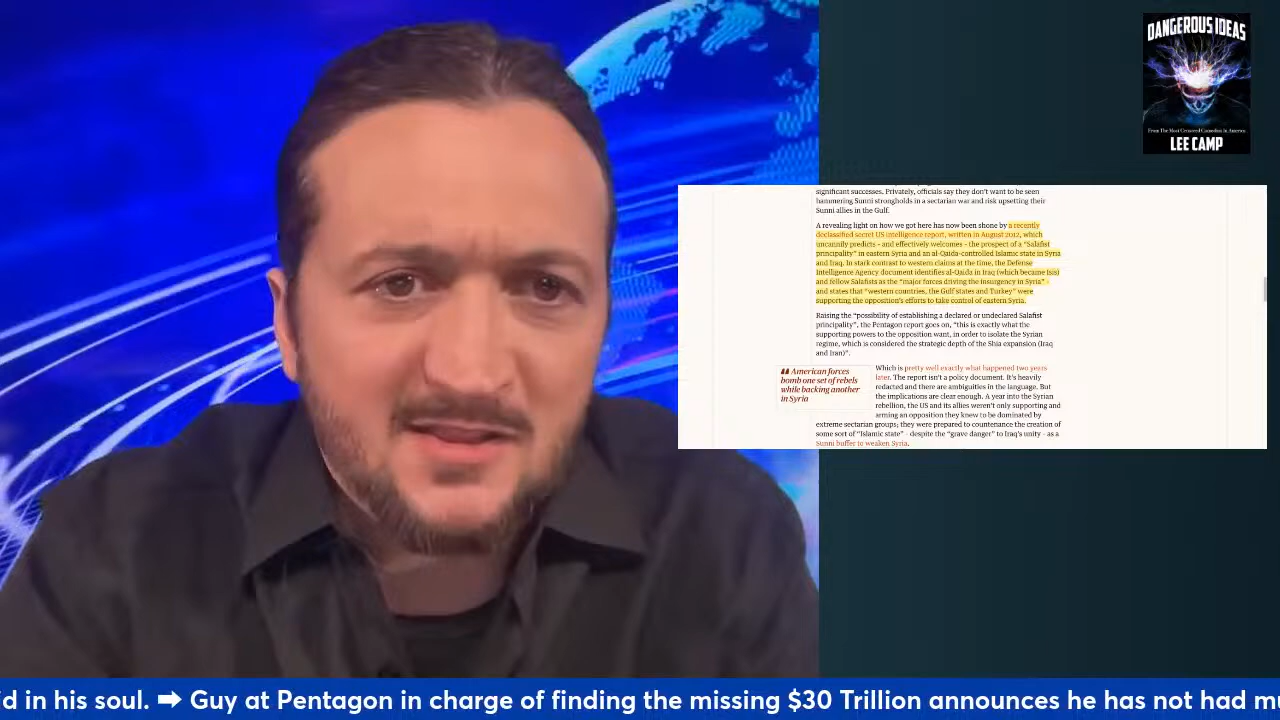 DANGEROUS IDEAS
From The Most Censored Comedian In America
LEE CAMP
significant successes. Privately, officials say they don't want to be seen
hammering Sunni strongholds in a sectarian war and risk upsetting their
Sunni allies in the Gulf.
A revealing light on how we got here has now been shone by a recently
declassified secret US intelligence report, written in August 2012, which
uncannily predicts – and effectively welcomes – the prospect of a "Salafist
principality" in eastern Syria and an al-Qaida-controlled Islamic state in Syria
and Iraq. In stark contrast to western claims at the time, the Defense
Intelligence Agency document identifies al-Qaida in Iraq (which became Isis)
and fellow Salafists as the "major forces driving the insurgency in Syria" –
and states that "western countries, the Gulf states and Turkey" were
supporting the opposition's efforts to take control of eastern Syria.
Raising the "possibility of establishing a declared or undeclared Salafist
principality", the Pentagon report goes on, "this is exactly what the
supporting powers to the opposition want, in order to isolate the Syrian
regime, which is considered the strategic depth of the Shia expansion (Iraq
and Iran)".
American forces
bomb one set of rebels
while backing another
in Syria
Which is pretty well exactly what happened two years
later. The report isn't a policy document. It's heavily
redacted and there are ambiguities in the language. But
the implications are clear enough. A year into the Syrian
rebellion, the US and its allies weren't only supporting and
arming an opposition they knew to be dominated by
extreme sectarian groups; they were prepared to countenance the creation of
some sort of "Islamic state" – despite the "grave danger" to Iraq's unity – as a
Sunni buffer to weaken Syria.
'd in his soul. ➡ Guy at Pentagon in charge of finding the missing $30 Trillion announces he has not had mu